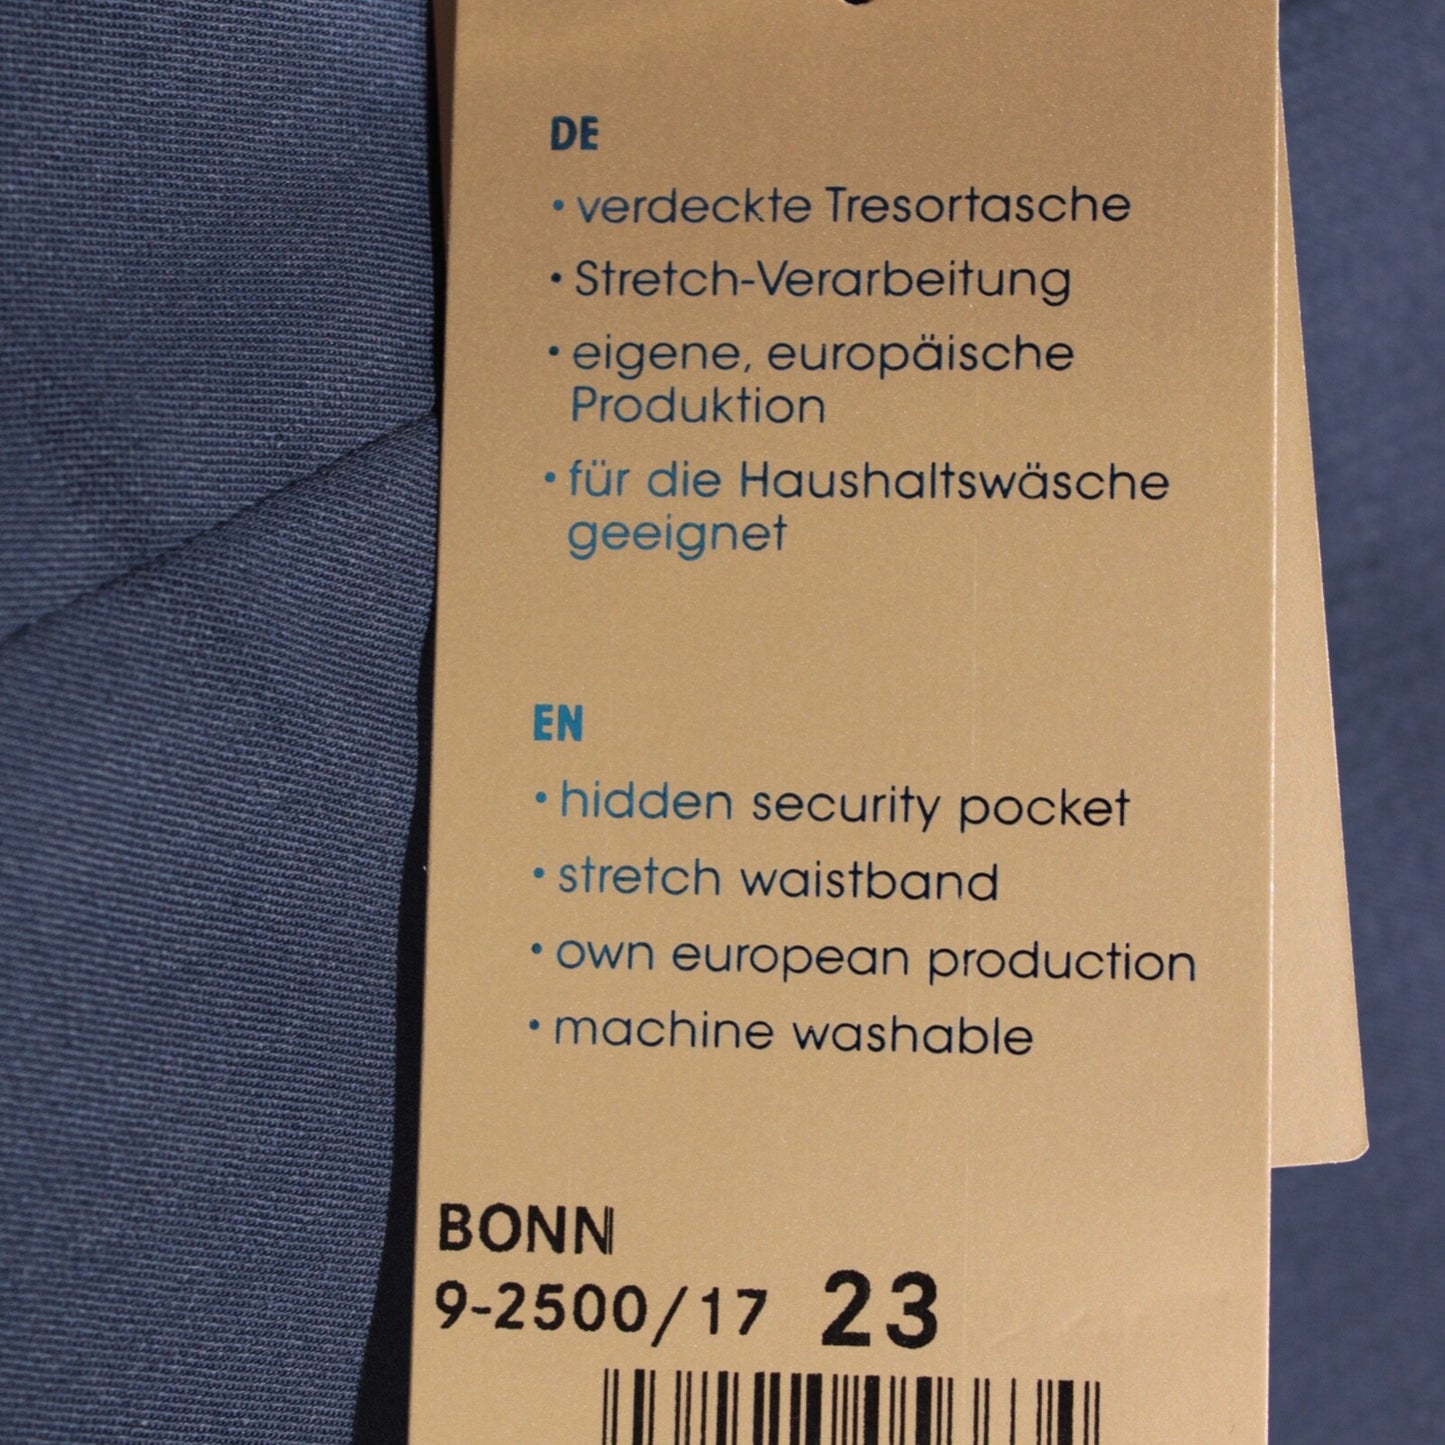 DE
• verdeckte Tresortasche
• Stretch-Verarbeitung
• eigene, europäische
Produktion
• für die Haushaltswäsche
geeignet
EN
• hidden security pocket
• stretch waistband
• own european production
• machine washable
BONN
9-2500/17 23